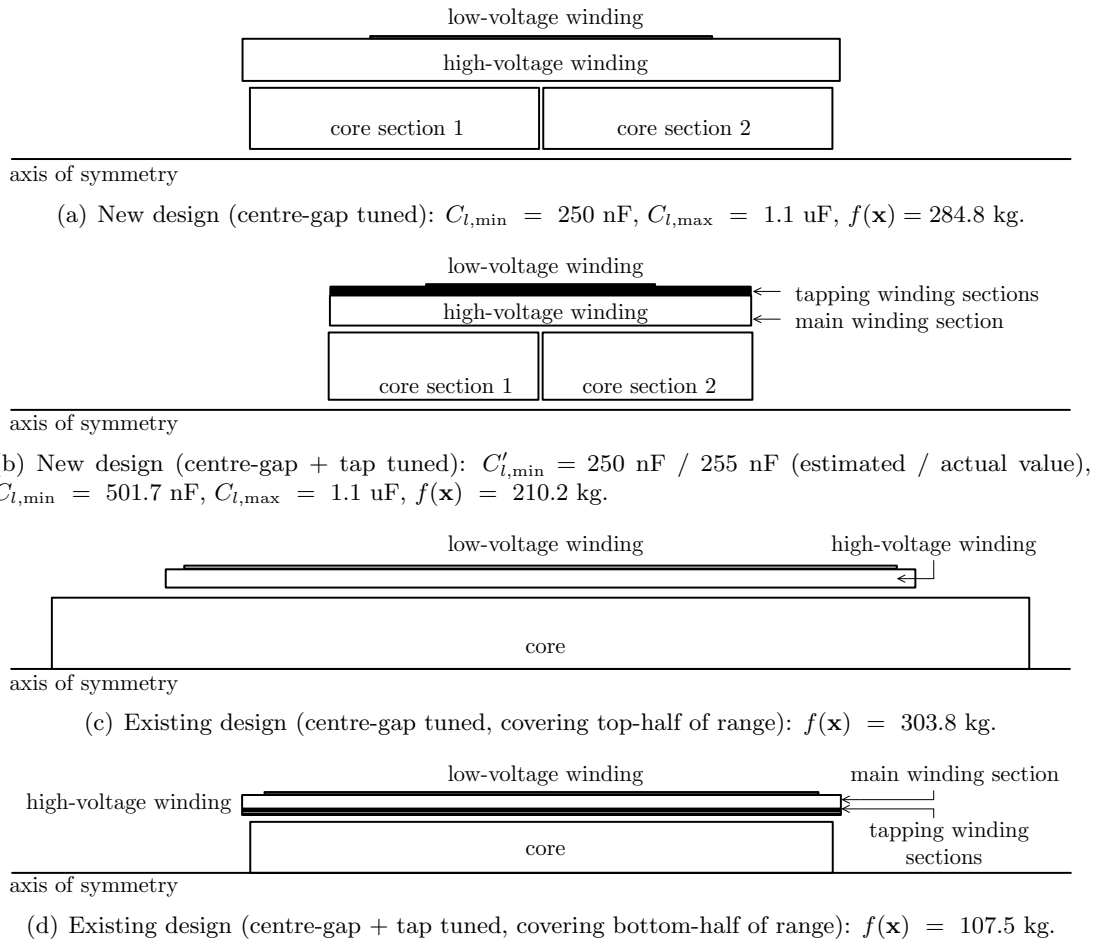 low-voltage winding
high-voltage winding
core section 1
core section 2
axis of symmetry
(a) New design (centre-gap tuned): C_{l,min} = 250 nF, C_{l,max} = 1.1 uF, f(x) = 284.8 kg.
low-voltage winding
tapping winding sections
high-voltage winding
main winding section
core section 1
core section 2
axis of symmetry
b) New design (centre-gap + tap tuned): C'_{l,min} = 250 nF / 255 nF (estimated / actual value),
C_{l,min} = 501.7 nF, C_{l,max} = 1.1 uF, f(x) = 210.2 kg.
low-voltage winding
high-voltage winding
core
axis of symmetry
(c) Existing design (centre-gap tuned, covering top-half of range): f(x) = 303.8 kg.
low-voltage winding
main winding section
high-voltage winding
tapping winding
sections
core
axis of symmetry
(d) Existing design (centre-gap + tap tuned, covering bottom-half of range): f(x) = 107.5 kg.